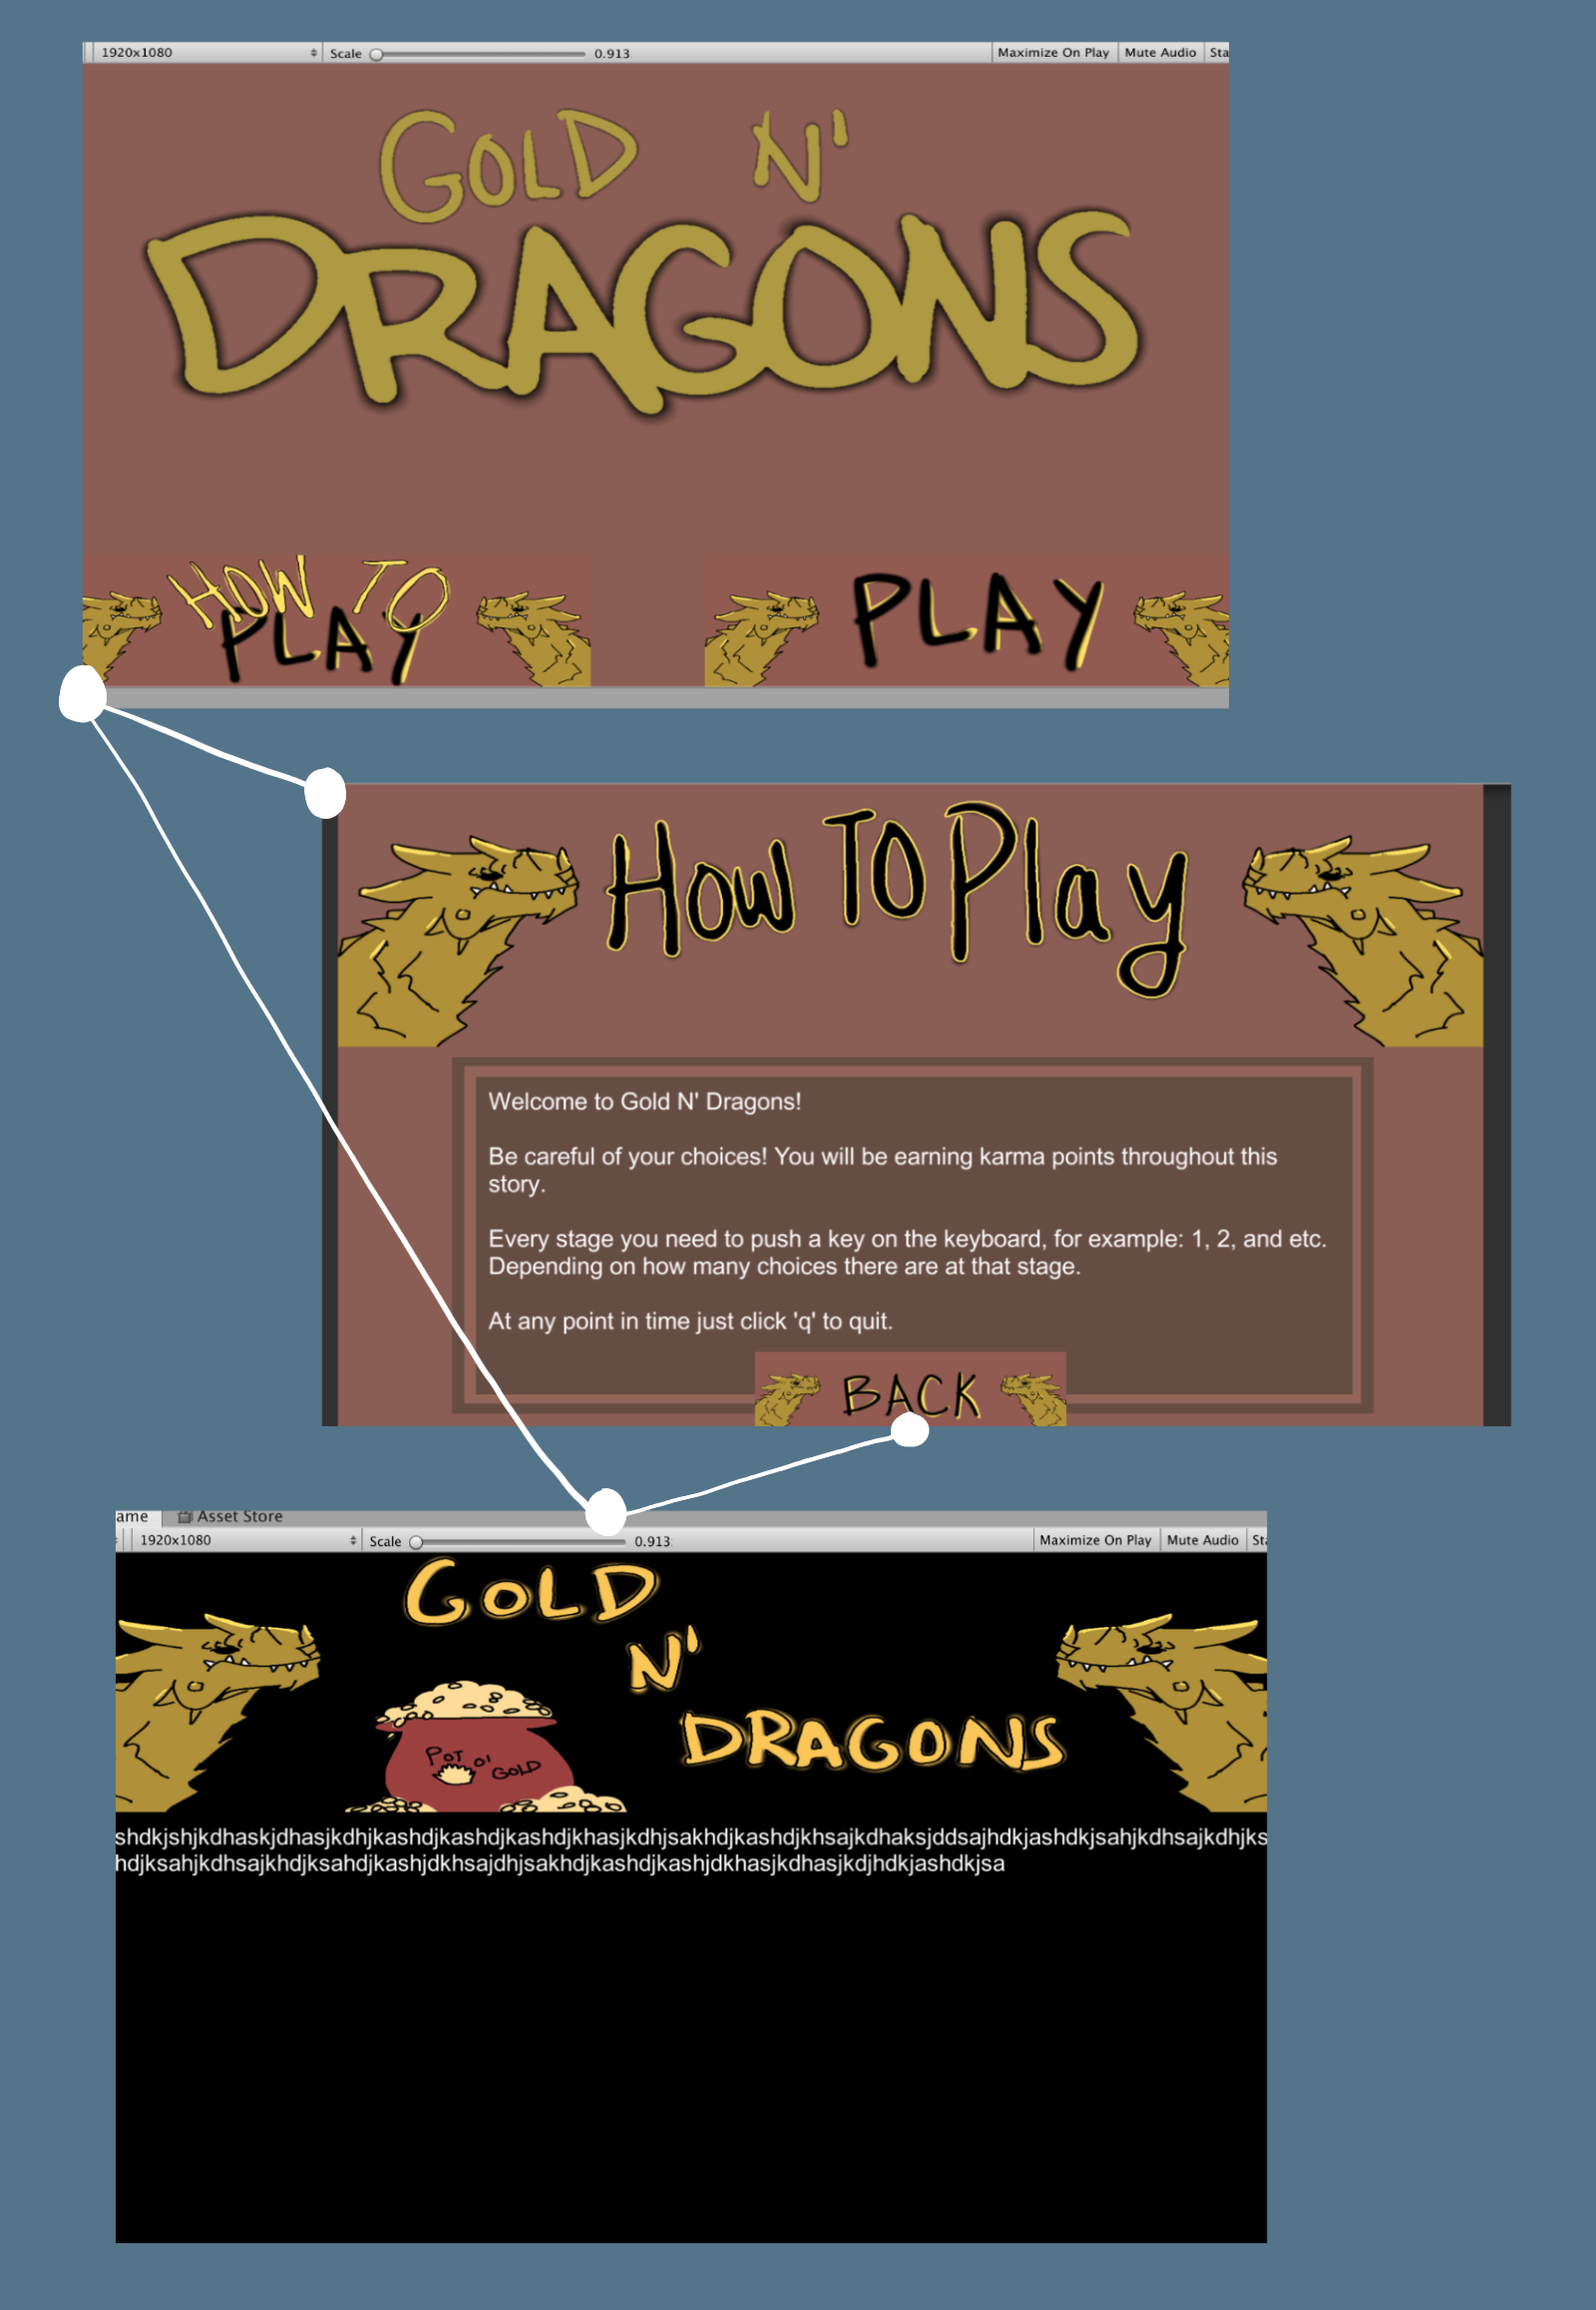 1920x1080 Scale 0.913 Maximize On Play Mute Audio Sta
GOLD N'
DRAGONS
HOW TO
PLAY
PLAY
How To Play
Welcome to Gold N' Dragons!
Be careful of your choices! You will be earning karma points throughout this
story.
Every stage you need to push a key on the keyboard, for example: 1, 2, and etc.
Depending on how many choices there are at that stage.
At any point in time just click 'q' to quit.
BACK
ame Asset Store
1920x1080 Scale 0.913 Maximize On Play Mute Audio Sta
GOLD
N'
DRAGONS
POT O' GOLD
shdkjshjkdhaskjdhasjkdhjkashdjkashdjkashdjkhasjkdhjsakhdjkashdjkhsajkdhaksjddsajhdkjashdkjsahjkdhsajkdhjks
hdjksahjkdhsajkhdjksahdjkashjdkhsajdhjsakhdjkashdjkashjdkhasjkdhasjkdjhdkjashdkjsa